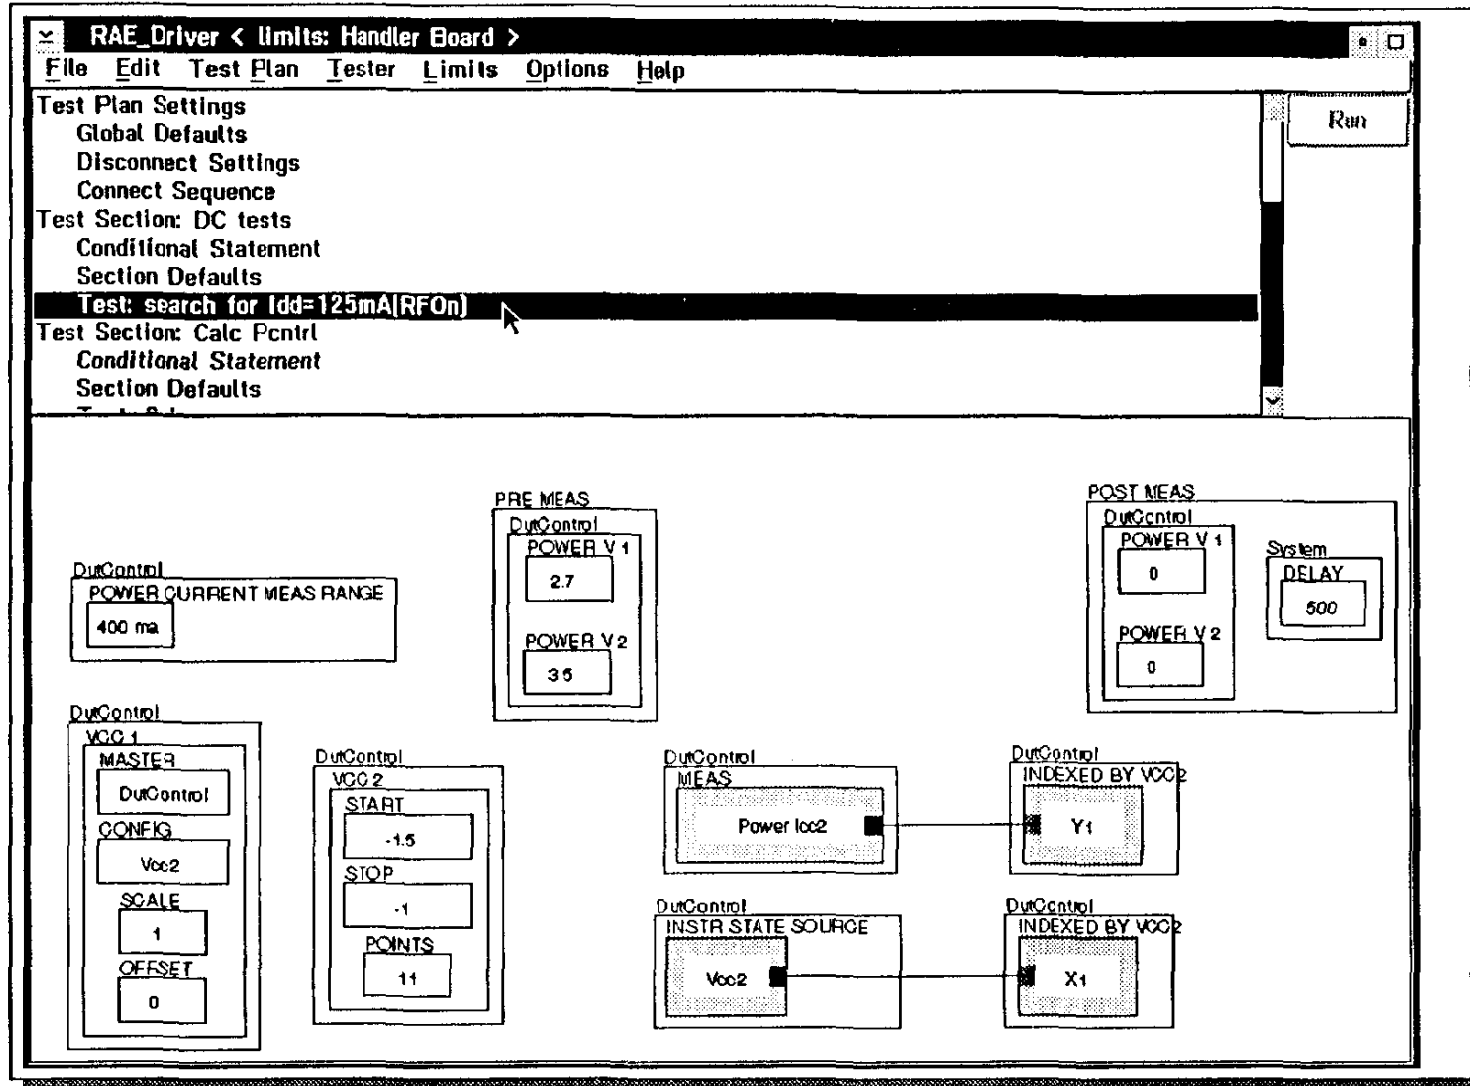 RAE_Driver < limits: Handler Board >
File Edit Test Plan Tester Limits Options Help
Test Plan Settings
Run
Global Defaults
Disconnect Settings
Connect Sequence
Test Section: DC tests
Conditional Statement
Section Defaults
Test: search for Idd=125mA(RFOn)
Test Section: Calc Pcntrl
Conditional Statement
Section Defaults
DutControl
POWER CURRENT MEAS RANGE
400 ma
PRE MEAS
DutControl
POWER V 1
2.7
POWER V 2
3.5
POST MEAS
DutControl
POWER V 1
0
POWER V 2
0
System
DELAY
500
DutControl
VCC 1
MASTER
DutControl
CONFIG
Vcc2
SCALE
1
OFFSET
0
DutControl
VCC 2
START
-1.5
STOP
-1
POINTS
11
DutControl
MEAS
Power Icc2
DutControl
INDEXED BY VCC 2
Y1
DutControl
INSTR STATE SOURCE
Vcc2
DutControl
INDEXED BY VCC 2
X1